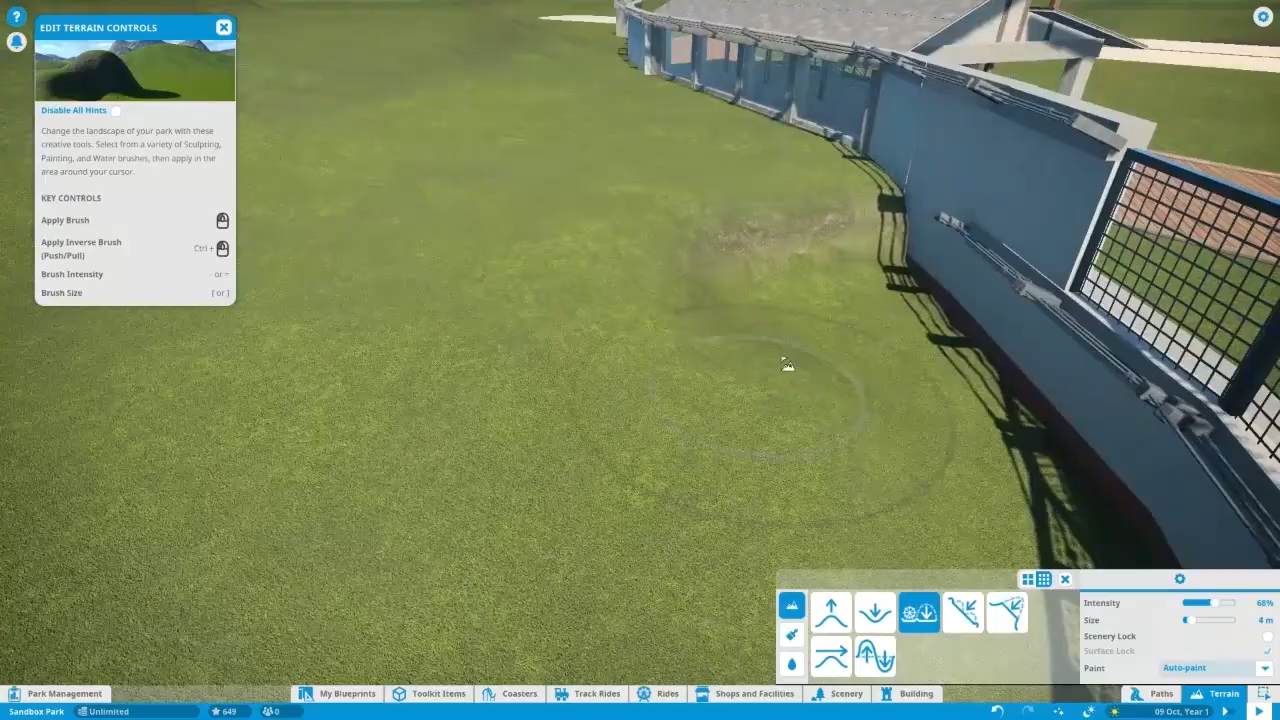 ?
EDIT TERRAIN CONTROLS
Disable All Hints
Change the landscape of your park with these
creative tools. Select from a variety of Sculpting,
Painting, and Water brushes, then apply in the
area around your cursor.
KEY CONTROLS
Apply Brush
Apply Inverse Brush
(Push/Pull)
Ctrl +
Brush Intensity - or =
Brush Size [ or ]
Intensity 68%
Size 4 m
Scenery Lock
Surface Lock
Paint Auto-paint
Park Management My Blueprints Toolkit Items Coasters Track Rides Rides Shops and Facilities Scenery Building Paths Terrain
Sandbox Park Unlimited 649 0 09 Oct, Year 1